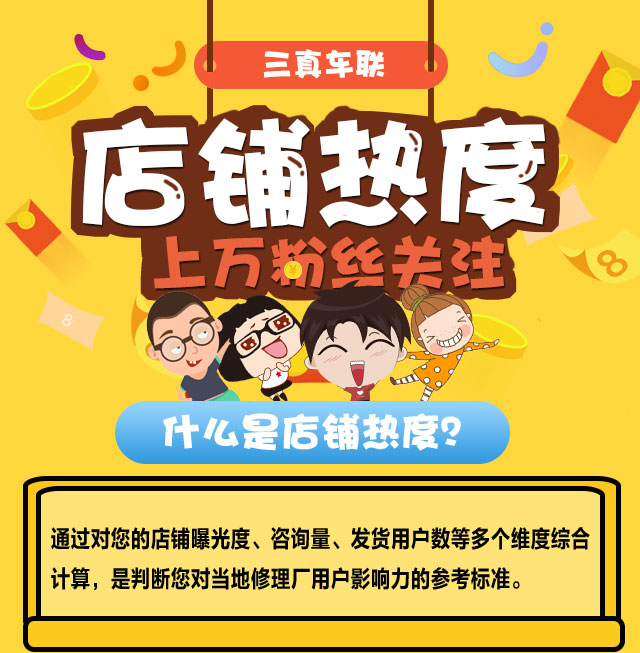 三真车联
店铺热度
上万粉丝关注
8
8
什么是店铺热度?
通过对您的店铺曝光度、咨询量、发货用户数等多个维度综合
计算，是判断您对当地修理厂用户影响力的参考标准。